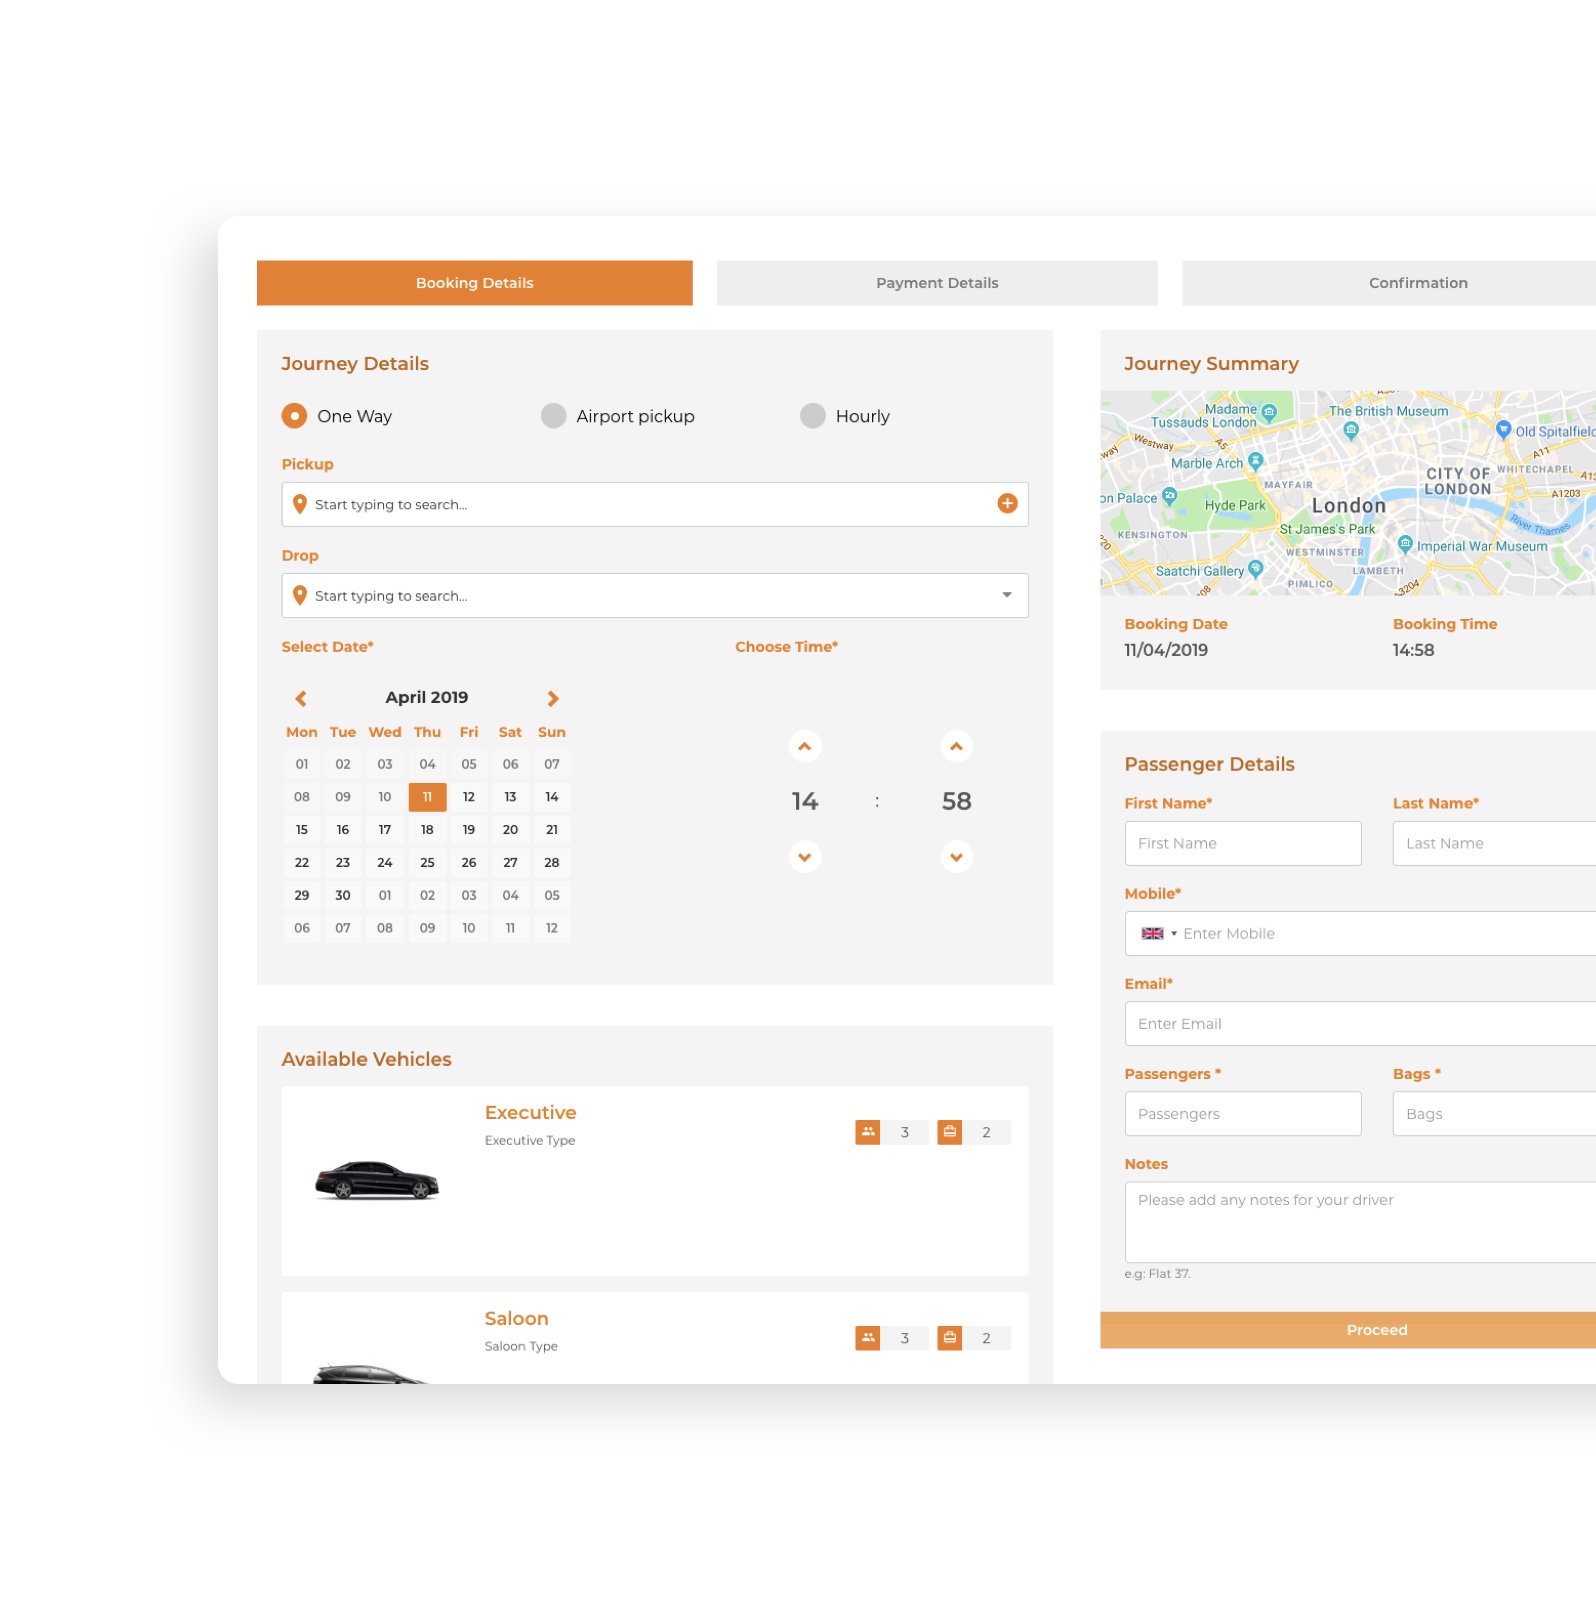 Booking Details
Payment Details
Confirmation
Journey Details
One Way
Airport pickup
Hourly
Pickup
Start typing to search...
Drop
Start typing to search...
Select Date*
Choose Time*
April 2019
Mon Tue Wed Thu Fri Sat Sun
01 02 03 04 05 06 07
08 09 10 11 12 13 14
15 16 17 18 19 20 21
22 23 24 25 26 27 28
29 30 01 02 03 04 05
06 07 08 09 10 11 12
14 : 58
Available Vehicles
Executive
Executive Type
3 2
Saloon
Saloon Type
3 2
Journey Summary
Madame
Tussauds London
The British Museum
Old Spitalfield
Westway
A5
A11
Marble Arch
MAYFAIR
CITY OF
LONDON
WHITECHAPEL
A1203
on Palace
Hyde Park
London
St James's Park
River Thames
KENSINGTON
WESTMINSTER
Imperial War Museum
Saatchi Gallery
LAMBETH
PIMLICO
A3204
Booking Date
Booking Time
11/04/2019
14:58
Passenger Details
First Name*
Last Name*
First Name
Last Name
Mobile*
Enter Mobile
Email*
Enter Email
Passengers *
Bags *
Passengers
Bags
Notes
Please add any notes for your driver
e.g: Flat 37.
Proceed